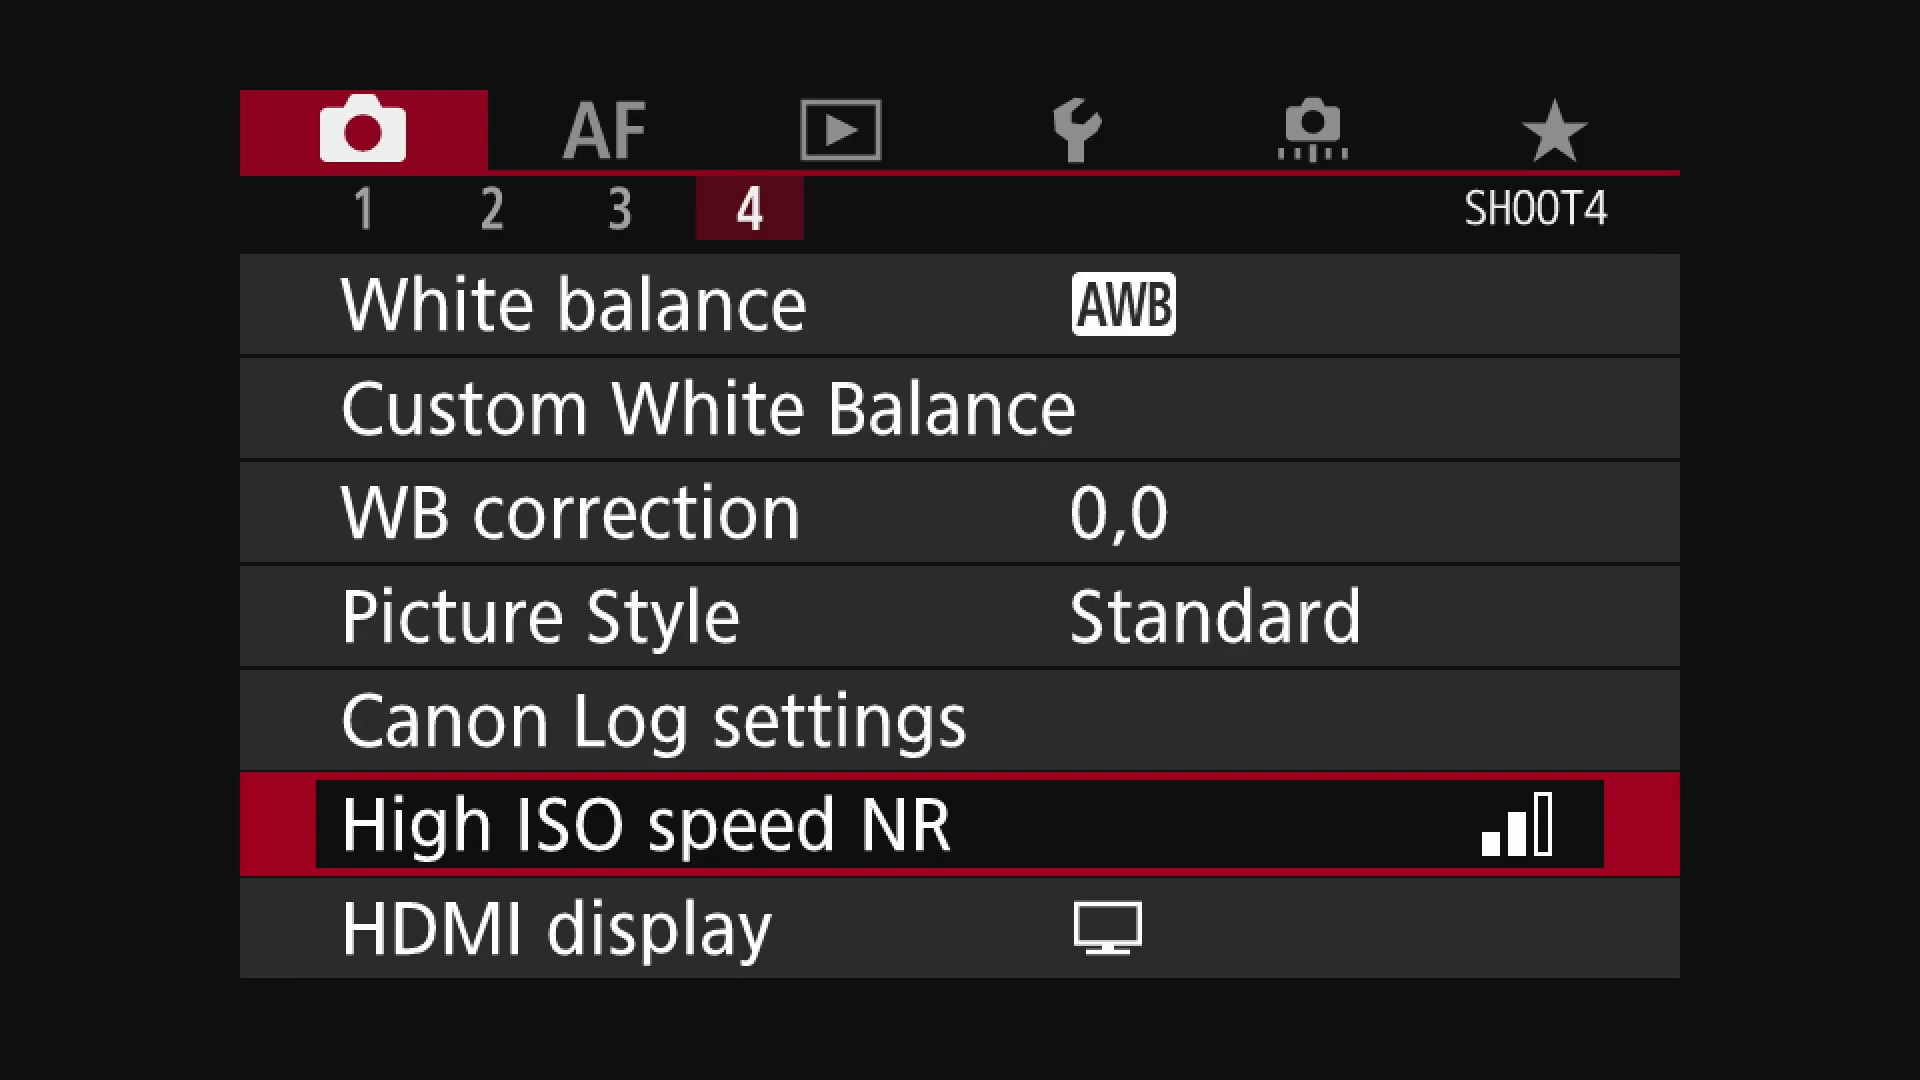 AF
1 2 3 4 SHOOT4
White balance AWB
Custom White Balance
WB correction 0,0
Picture Style Standard
Canon Log settings
High ISO speed NR
HDMI display